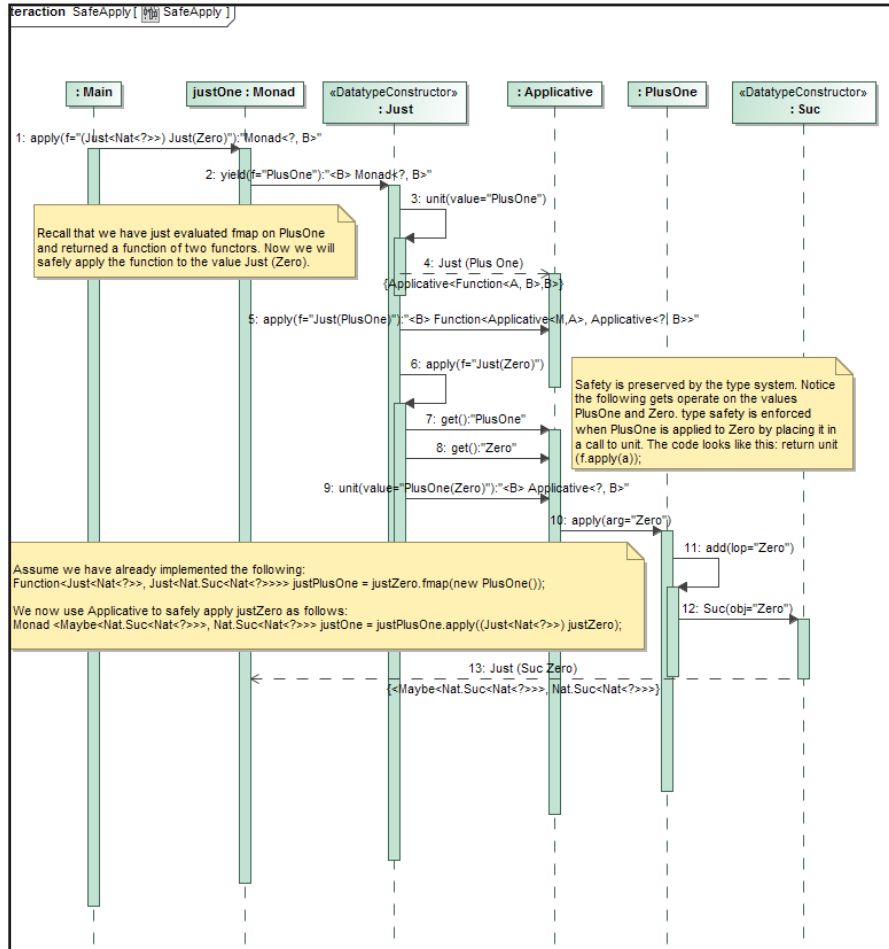 teraction SafeApply [ SafeApply ]
: Main
justOne : Monad
«DatatypeConstructor»
: Just
: Applicative
: PlusOne
«DatatypeConstructor»
: Suc
1: apply(f="(Just<Nat<?>>) Just(Zero)"):"Monad<?, B>"
2: yield(f="PlusOne"):"<B> Monad<?, B>"
3: unit(value="PlusOne")
Recall that we have just evaluated fmap on PlusOne
and returned a function of two functors. Now we will
safely apply the function to the value Just (Zero).
4: Just (Plus One)
{Applicative<Function<A, B>,B>}
5: apply(f="Just(PlusOne)"):"<B> Function<Applicative<M,A>, Applicative<?, B>>"
6: apply(f="Just(Zero)")
Safety is preserved by the type system. Notice
the following gets operate on the values
PlusOne and Zero. type safety is enforced
when PlusOne is applied to Zero by placing it in
a call to unit. The code looks like this: return unit
(f.apply(a));
7: get():"PlusOne"
8: get():"Zero"
9: unit(value="PlusOne(Zero)"):"<B> Applicative<?, B>"
10: apply(arg="Zero")
11: add(lop="Zero")
Assume we have already implemented the following:
Function<Just<Nat<?>>, Just<Nat.Suc<Nat<?>>>> justPlusOne = justZero.fmap(new PlusOne());
We now use Applicative to safely apply justZero as follows:
Monad <Maybe<Nat.Suc<Nat<?>>>, Nat.Suc<Nat<?>>> justOne = justPlusOne.apply((Just<Nat<?>>) justZero);
12: Suc(obj="Zero")
13: Just (Suc Zero)
{<Maybe<Nat.Suc<Nat<?>>>, Nat.Suc<Nat<?>>>}